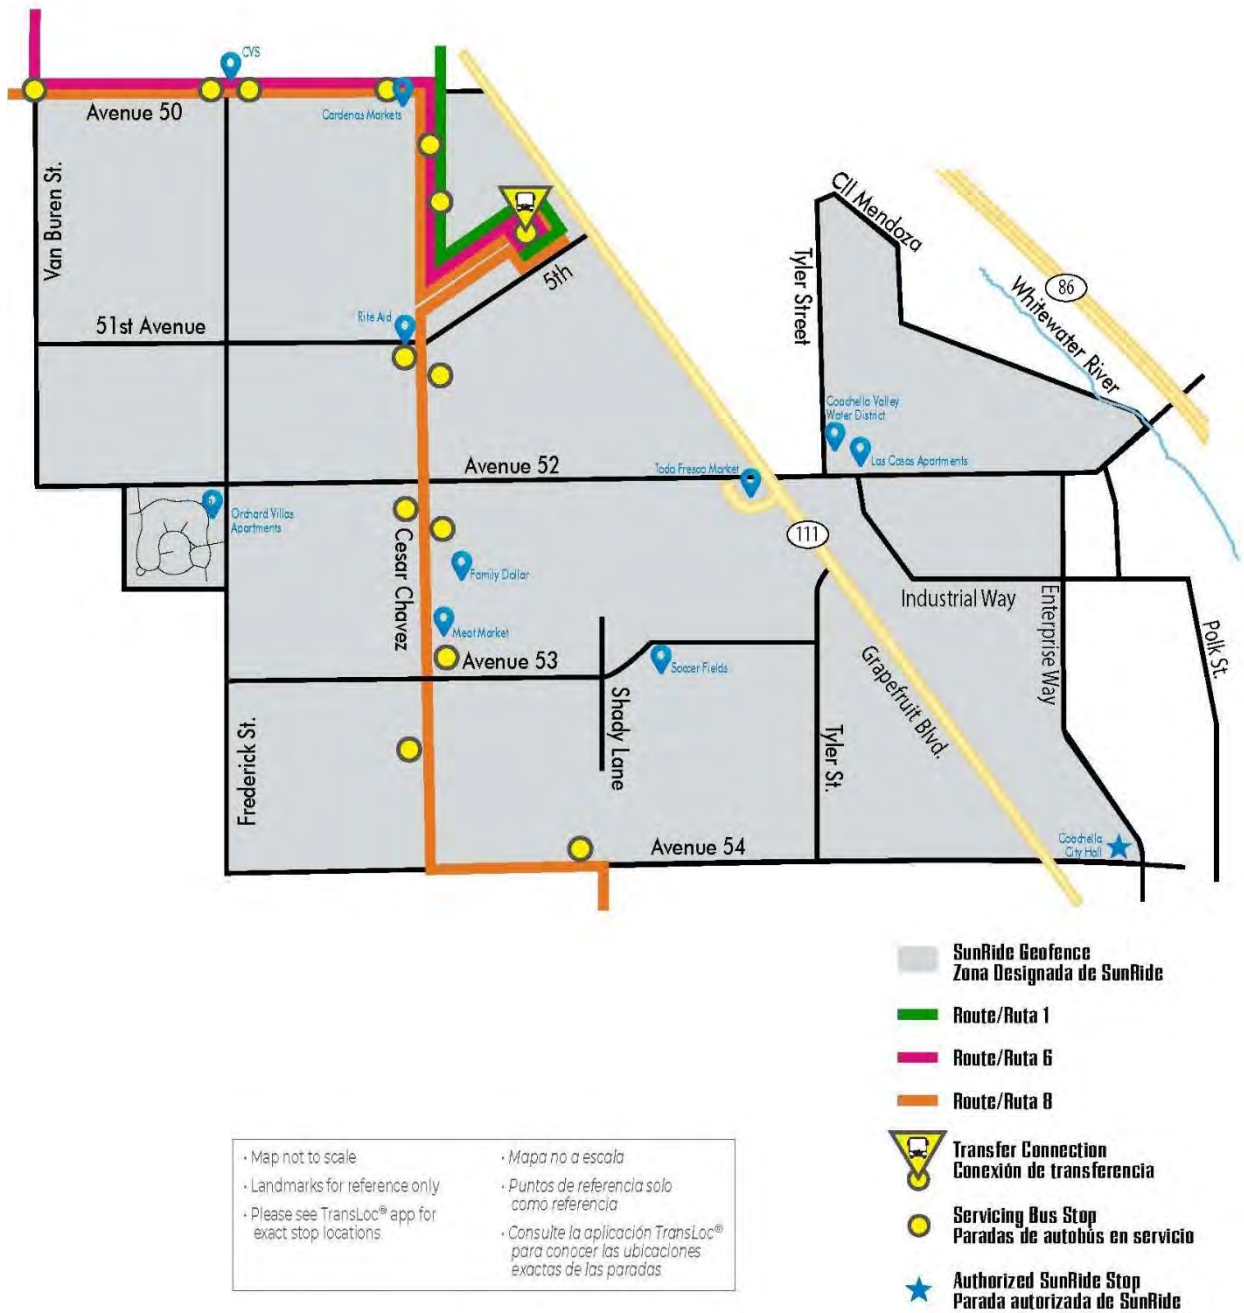 CVS
Avenue 50
Cardenas Markets
Van Buren St.
Cll Mendoza
86
Whitewater River
Tyler Street
5th
51st Avenue
Rite Aid
Coachella Valley
Water District
Las Casas Apartments
Avenue 52
Toda Fresco Market
Orchard Villas
Apartments
111
Cesar Chavez
Family Dollar
Industrial Way
Enterprise Way
Polk St.
Meat Market
Avenue 53
Soccer Fields
Grapefruit Blvd.
Shady Lane
Tyler St.
Frederick St.
Avenue 54
Coachella
City Hall
SunRide Geofence
Zona Designada de SunRide
Route/Ruta 1
Route/Ruta 6
Route/Ruta 8
Transfer Connection
Conexión de transferencia
Servicing Bus Stop
Paradas de autobús en servicio
Authorized SunRide Stop
Parada autorizada de SunRide
· Map not to scale
· Landmarks for reference only
· Please see TransLoc® app for
exact stop locations
· Mapa no a escala
· Puntos de referencia solo
como referencia
· Consulte la aplicación TransLoc®
para conocer las ubicaciones
exactas de las paradas